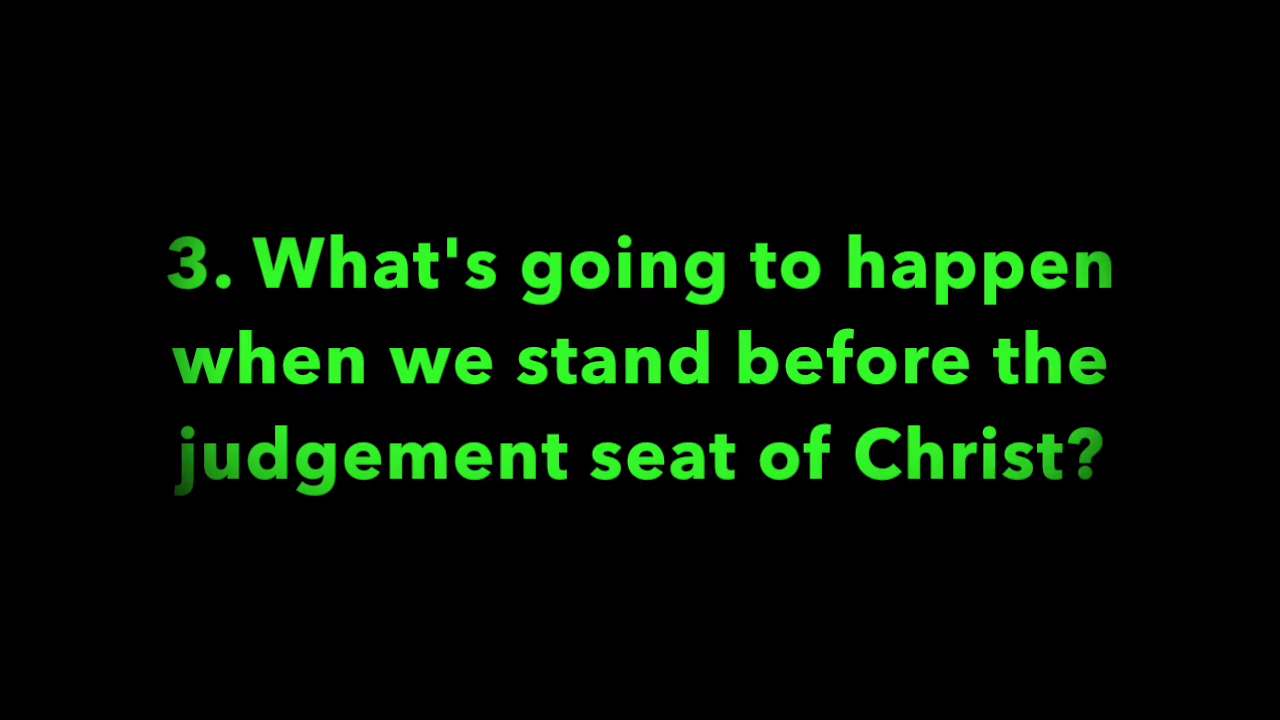 3. What's going to happen
when we stand before the
judgement seat of Christ?